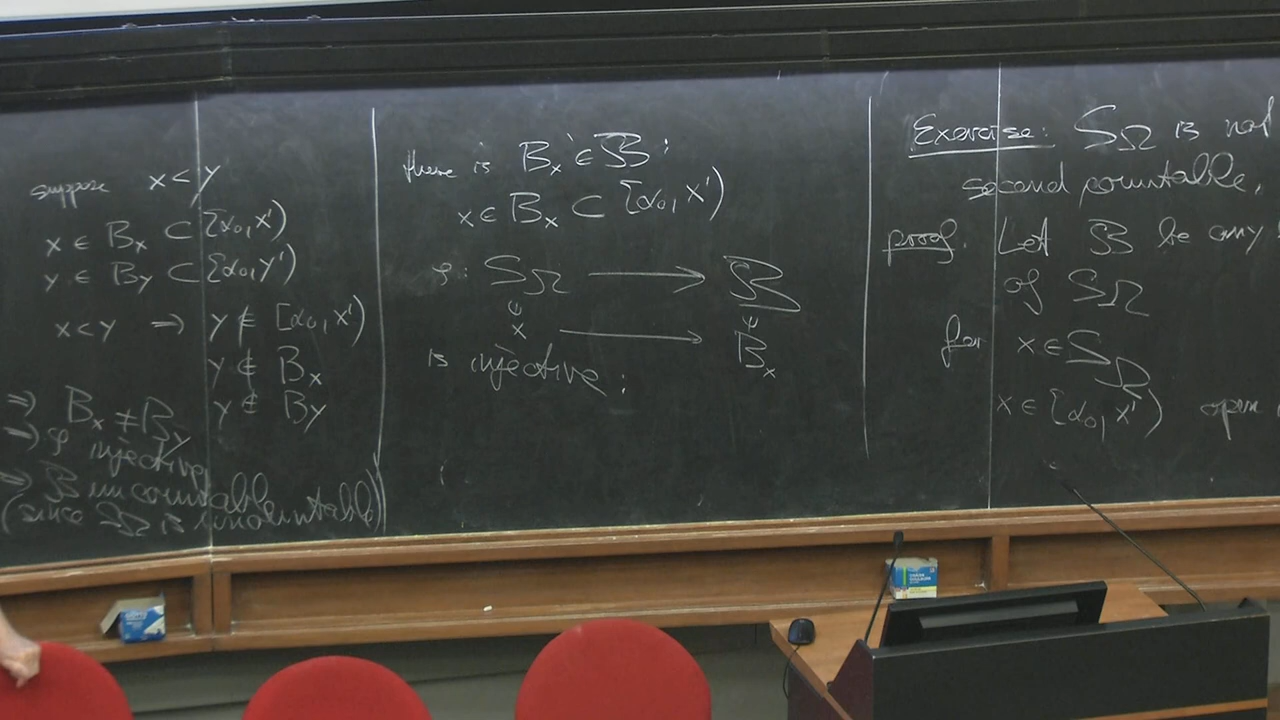 Exercise: SΩ is not
second countable.
proof. Let B be any
of SΩ
for x ∈ SΩ
x ∈ [α₀, x') open
there is Bₓ ∈ B:
x ∈ Bₓ ⊂ [α₀, x')
φ: SΩ ⟶ B
x ⟶ Bₓ
is injective:
suppose x < y
x ∈ Bₓ ⊂ [α₀, x')
y ∈ By ⊂ [α₀, y')
x < y ⇒ y ∉ [α₀, x')
y ∉ Bₓ
y ∈ By
⇒ Bₓ ≠ By
⇒ φ injective
⇒ B uncountable
(since SΩ is uncountable)